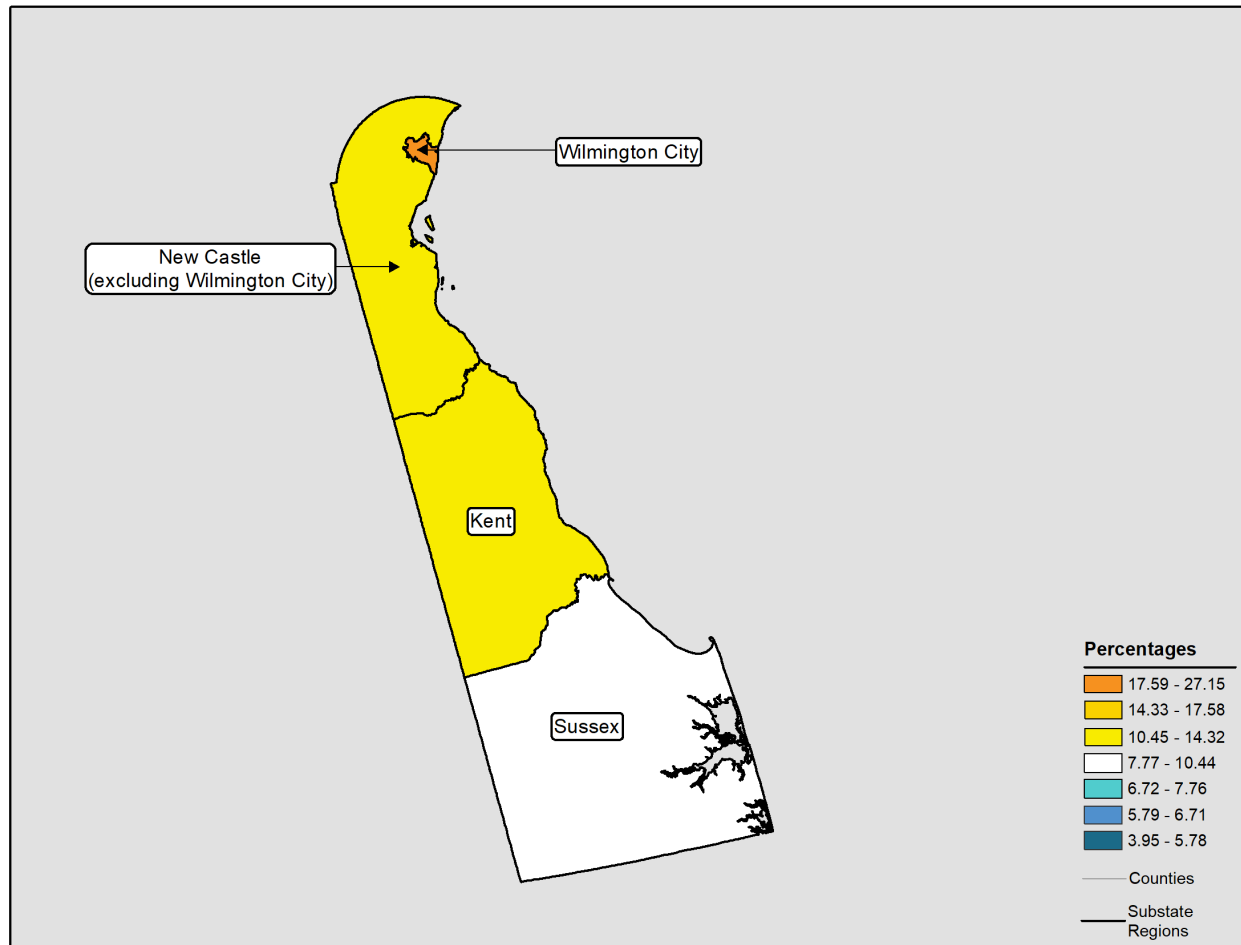 Wilmington City
New Castle
(excluding Wilmington City)
Kent
Sussex
Percentages
17.59 - 27.15
14.33 - 17.58
10.45 - 14.32
7.77 - 10.44
6.72 - 7.76
5.79 - 6.71
3.95 - 5.78
Counties
Substate
Regions